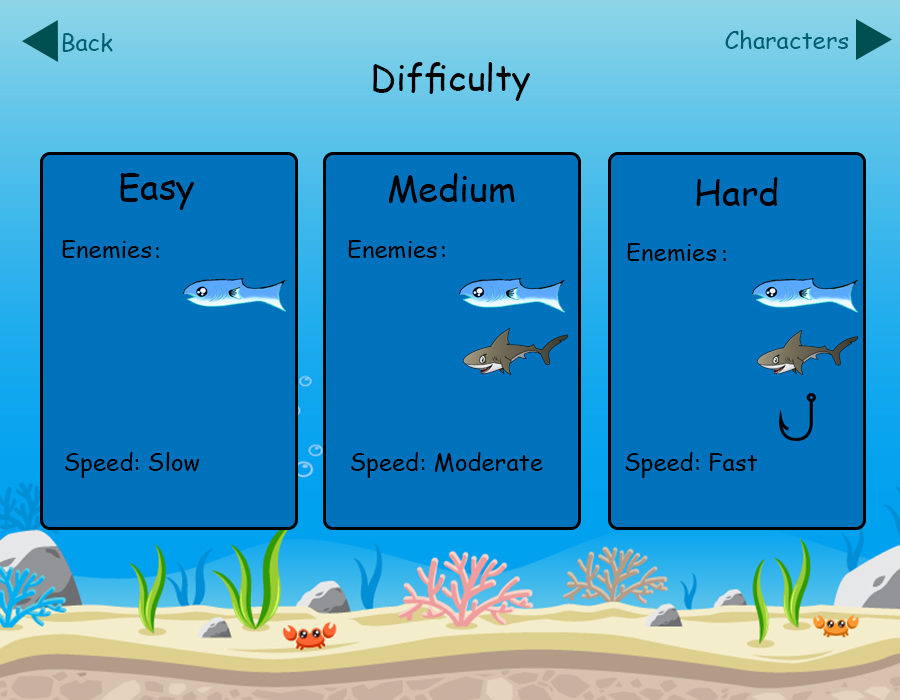 Back
Characters
Difficulty
Easy
Enemies:
Speed: Slow
Medium
Enemies:
Speed: Moderate
Hard
Enemies:
Speed: Fast